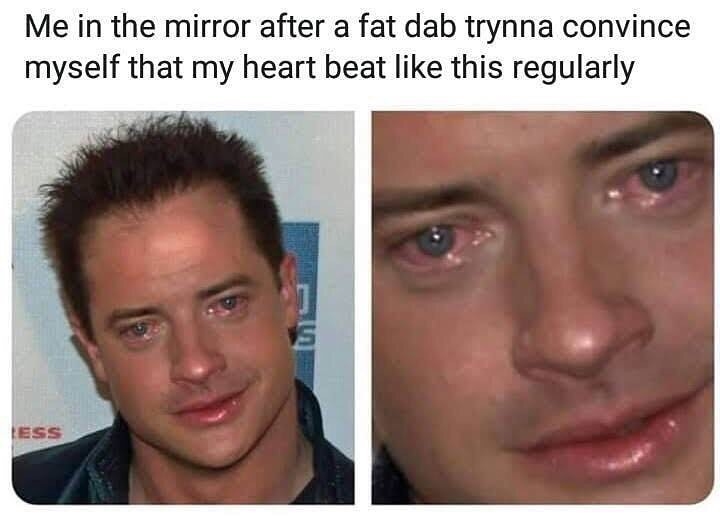 Me in the mirror after a fat dab trynna convince
myself that my heart beat like this regularly
ESS
S